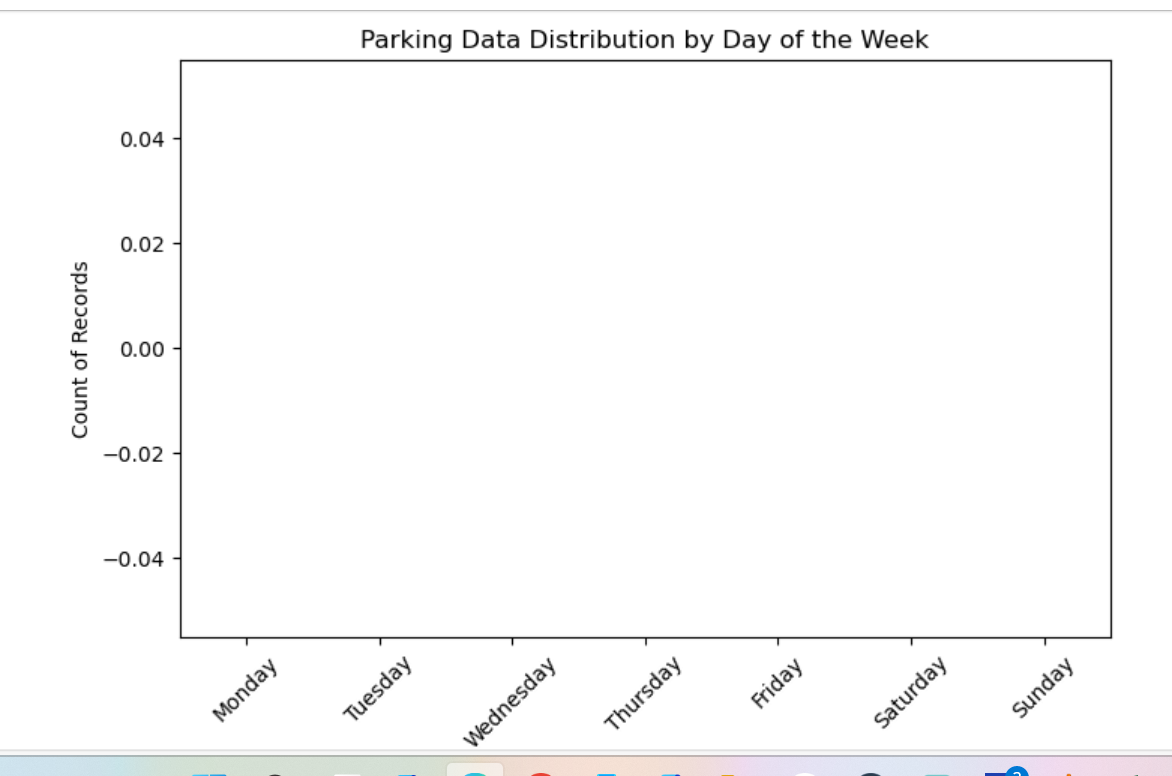 Parking Data Distribution by Day of the Week
0.04
0.02
0.00
−0.02
−0.04
Count of Records
Monday
Tuesday
Wednesday
Thursday
Friday
Saturday
Sunday